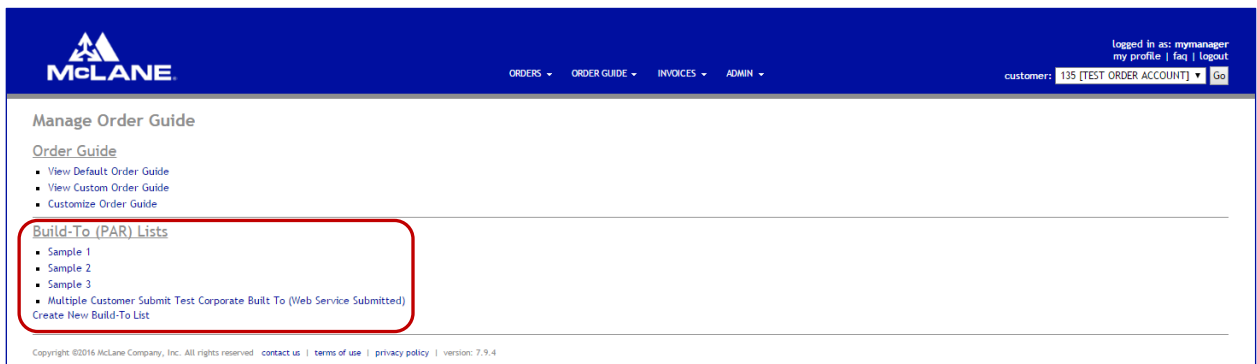 McLANE.
logged in as: mymanager
my profile | faq | logout
ORDERS ORDER GUIDE INVOICES ADMIN
customer: 135 [TEST ORDER ACCOUNT] Go
Manage Order Guide
Order Guide
View Default Order Guide
View Custom Order Guide
Customize Order Guide
Build-To (PAR) Lists
Sample 1
Sample 2
Sample 3
Multiple Customer Submit Test Corporate Built To (Web Service Submitted)
Create New Build-To List
Copyright ©2016 McLane Company, Inc. All rights reserved contact us | terms of use | privacy policy | version: 7.9.4